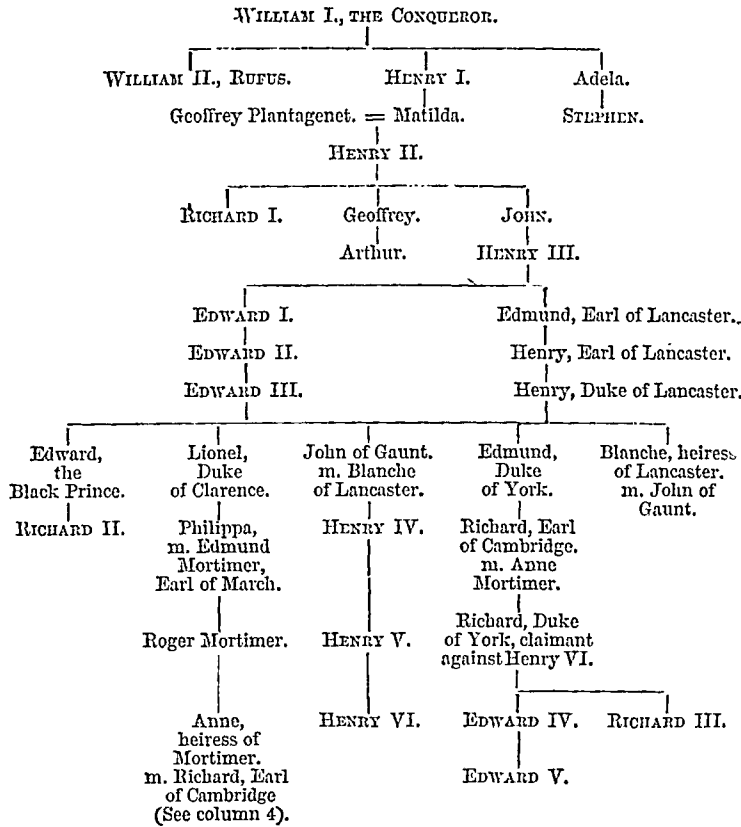 WILLIAM I., THE CONQUEROR.
WILLIAM II., RUFUS. HENRY I. Adela.
Geoffrey Plantagenet. = Matilda. STEPHEN.
HENRY II.
RICHARD I. Geoffrey. JOHN.
Arthur. HENRY III.
EDWARD I. Edmund, Earl of Lancaster.
EDWARD II. Henry, Earl of Lancaster.
EDWARD III. Henry, Duke of Lancaster.
Edward,
the
Black Prince.
RICHARD II.
Lionel,
Duke
of Clarence.
Philippa,
m. Edmund
Mortimer,
Earl of March.
Roger Mortimer.
Anne,
heiress of
Mortimer.
m. Richard, Earl
of Cambridge
(See column 4).
John of Gaunt.
m. Blanche
of Lancaster.
HENRY IV.
HENRY V.
HENRY VI.
Edmund,
Duke
of York.
Richard, Earl
of Cambridge.
m. Anne
Mortimer.
Richard, Duke
of York, claimant
against Henry VI.
EDWARD IV. RICHARD III.
EDWARD V.
Blanche, heiress
of Lancaster.
m. John of
Gaunt.